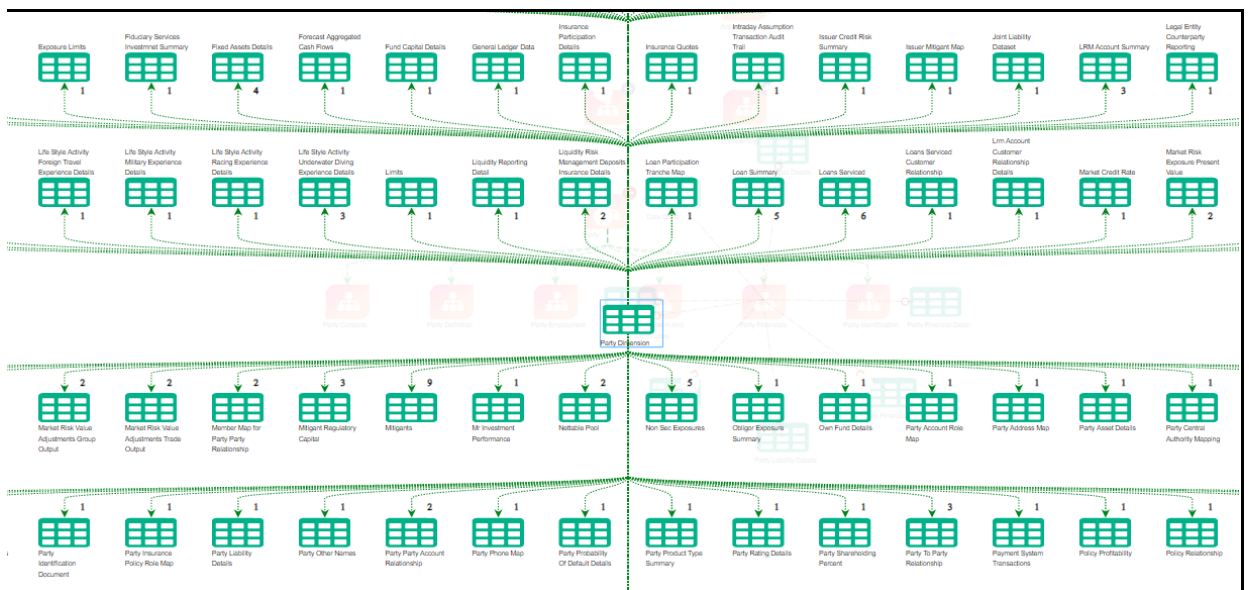 Exposure Limits
Fiduciary Services
Investmnet Summary
Fixed Assets Details
Forecast Aggregated
Cash Flows
Fund Capital Details
General Ledger Data
Insurance
Participation
Details
Insurance Quotes
Intraday Assumption
Transaction Audit
Trail
Issuer Credit Risk
Summary
Issuer Mitigant Map
Joint Liability
Dataset
LRM Account Summary
Legal Entity
Counterparty
Reporting
1
1
4
1
1
1
1
1
1
1
1
1
3
1
Life Style Activity
Foreign Travel
Experience Details
Life Style Activity
Military Experience
Details
Life Style Activity
Racing Experience
Details
Life Style Activity
Underwater Diving
Experience Details
Limits
Liquidity Reporting
Detail
Liquidity Risk
Management Deposits
Insurance Details
Loan Participation
Tranche Map
Loan Summary
Loans Serviced
Loans Serviced
Customer
Relationship
Lrm Account
Customer
Relationship
Details
Market Credit Rate
Market Risk
Exposure Present
Value
1
1
1
3
1
1
2
1
5
6
1
1
1
2
Party Dimension
2
2
2
3
9
1
2
5
1
1
1
1
1
1
Market Risk Value
Adjustments Group
Output
Market Risk Value
Adjustments Trade
Output
Member Map for
Party Party
Relationship
Mitigant Regulatory
Capital
Mitigants
Mr Investment
Performance
Nettable Pool
Non Sec Exposures
Obligor Exposure
Summary
Own Fund Details
Party Account Role
Map
Party Address Map
Party Asset Details
Party Central
Authority Mapping
1
1
1
1
2
1
1
1
1
1
3
1
1
1
Party
Identification
Document
Party Insurance
Policy Role Map
Party Liability
Details
Party Other Names
Party Party Account
Relationship
Party Phone Map
Party Probability
Of Default Details
Party Product Type
Summary
Party Rating Details
Party Shareholding
Percent
Party To Party
Relationship
Payment System
Transactions
Policy Profitability
Policy Relationship